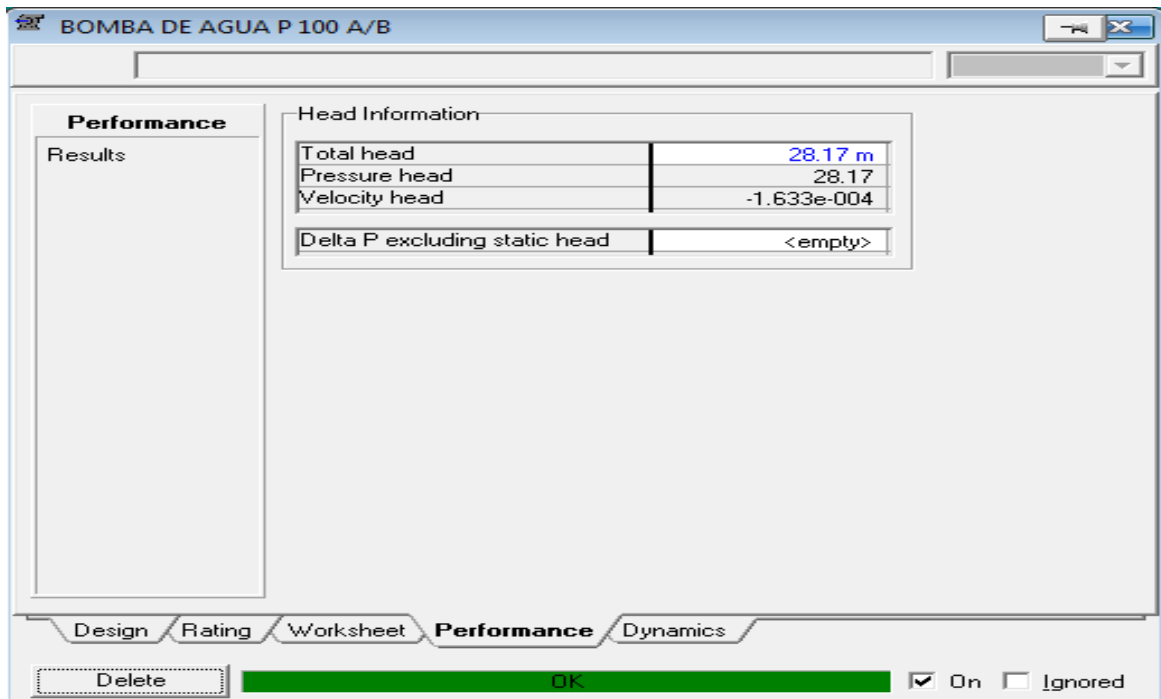 BOMBA DE AGUA P 100 A/B
Performance
Results
Head Information
Total head 28.17 m
Pressure head 28.17
Velocity head -1.633e-004
Delta P excluding static head <empty>
Design Rating Worksheet Performance Dynamics
Delete OK On Ignored